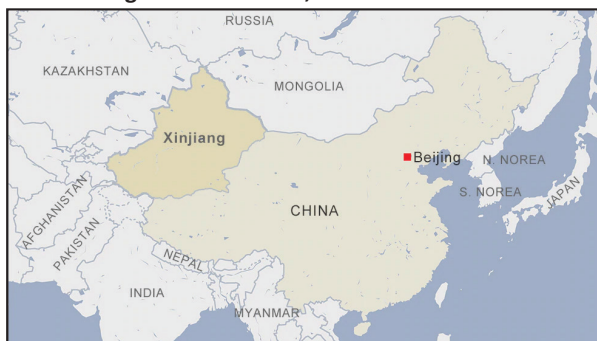 RUSSIA
KAZAKHSTAN
MONGOLIA
Xinjiang
Beijing
N. NOREA
S. NOREA
JAPAN
AFGHANISTAN
PAKISTAN
CHINA
NEPAL
INDIA
MYANMAR